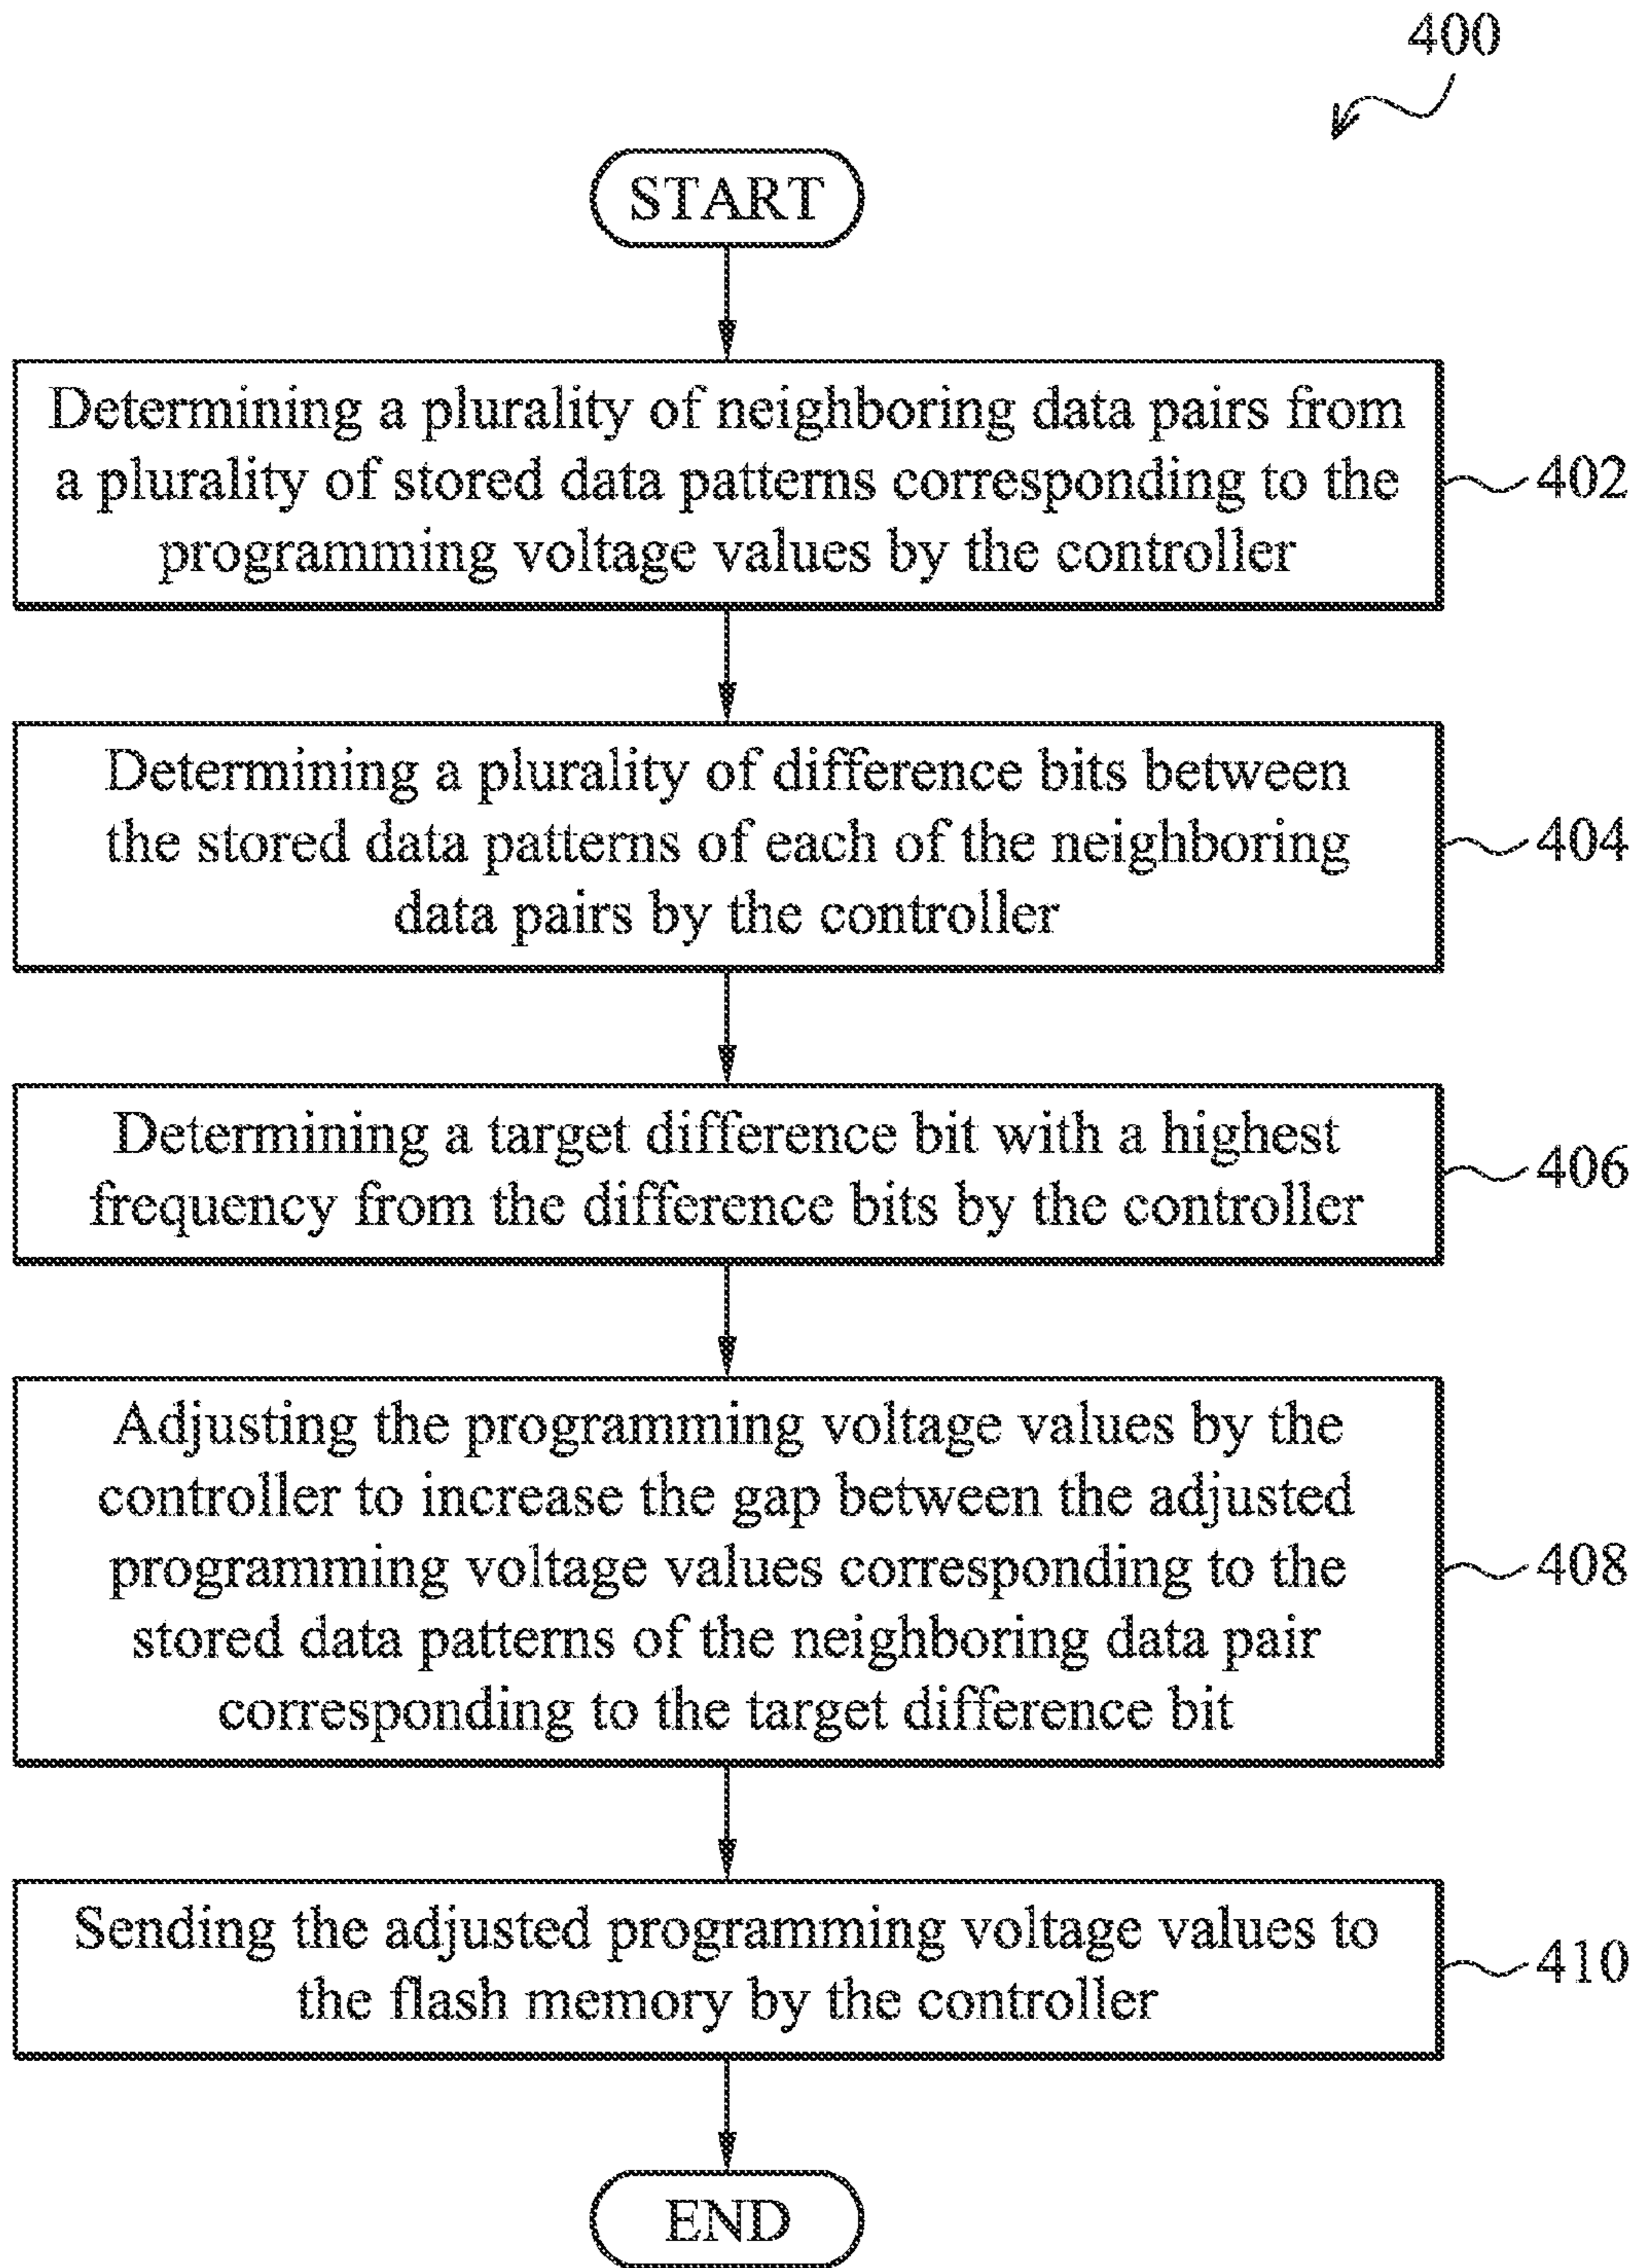 400
START
Determining a plurality of neighboring data pairs from
a plurality of stored data patterns corresponding to the
programming voltage values by the controller
402
Determining a plurality of difference bits between
the stored data patterns of each of the neighboring
data pairs by the controller
404
Determining a target difference bit with a highest
frequency from the difference bits by the controller
406
Adjusting the programming voltage values by the
controller to increase the gap between the adjusted
programming voltage values corresponding to the
stored data patterns of the neighboring data pair
corresponding to the target difference bit
408
Sending the adjusted programming voltage values to
the flash memory by the controller
410
END